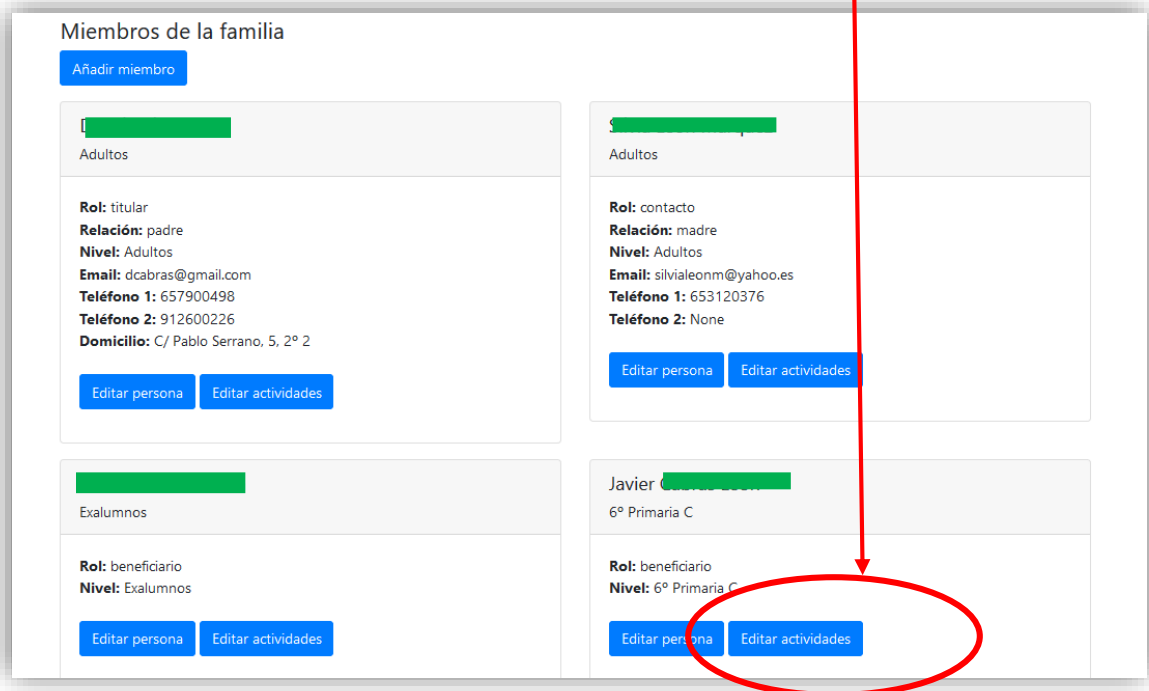 Miembros de la familia
Añadir miembro
Adultos
Rol: titular
Relación: padre
Nivel: Adultos
Email: dcabras@gmail.com
Teléfono 1: 657900498
Teléfono 2: 912600226
Domicilio: C/ Pablo Serrano, 5, 2º 2
Editar persona Editar actividades
Adultos
Rol: contacto
Relación: madre
Nivel: Adultos
Email: silvialeonm@yahoo.es
Teléfono 1: 653120376
Teléfono 2: None
Editar persona Editar actividades
Exalumnos
Rol: beneficiario
Nivel: Exalumnos
Editar persona Editar actividades
Javier
6º Primaria C
Rol: beneficiario
Nivel: 6º Primaria C
Editar persona Editar actividades